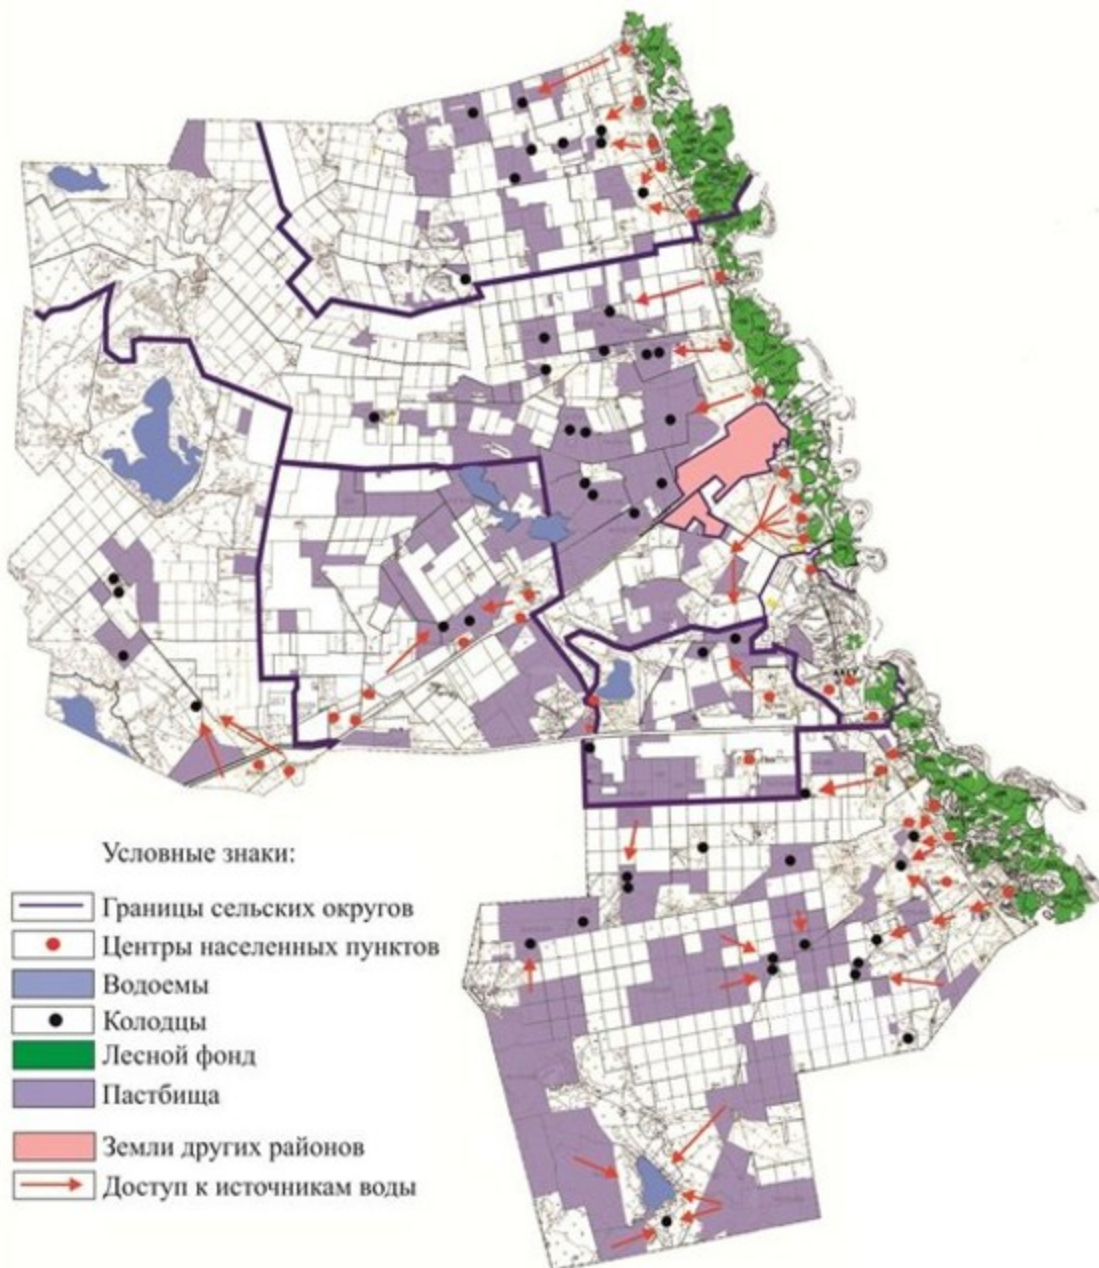 Условные знаки:
Границы сельских округов
Центры населенных пунктов
Водоемы
Колодцы
Лесной фонд
Пастбища
Земли других районов
Доступ к источникам воды